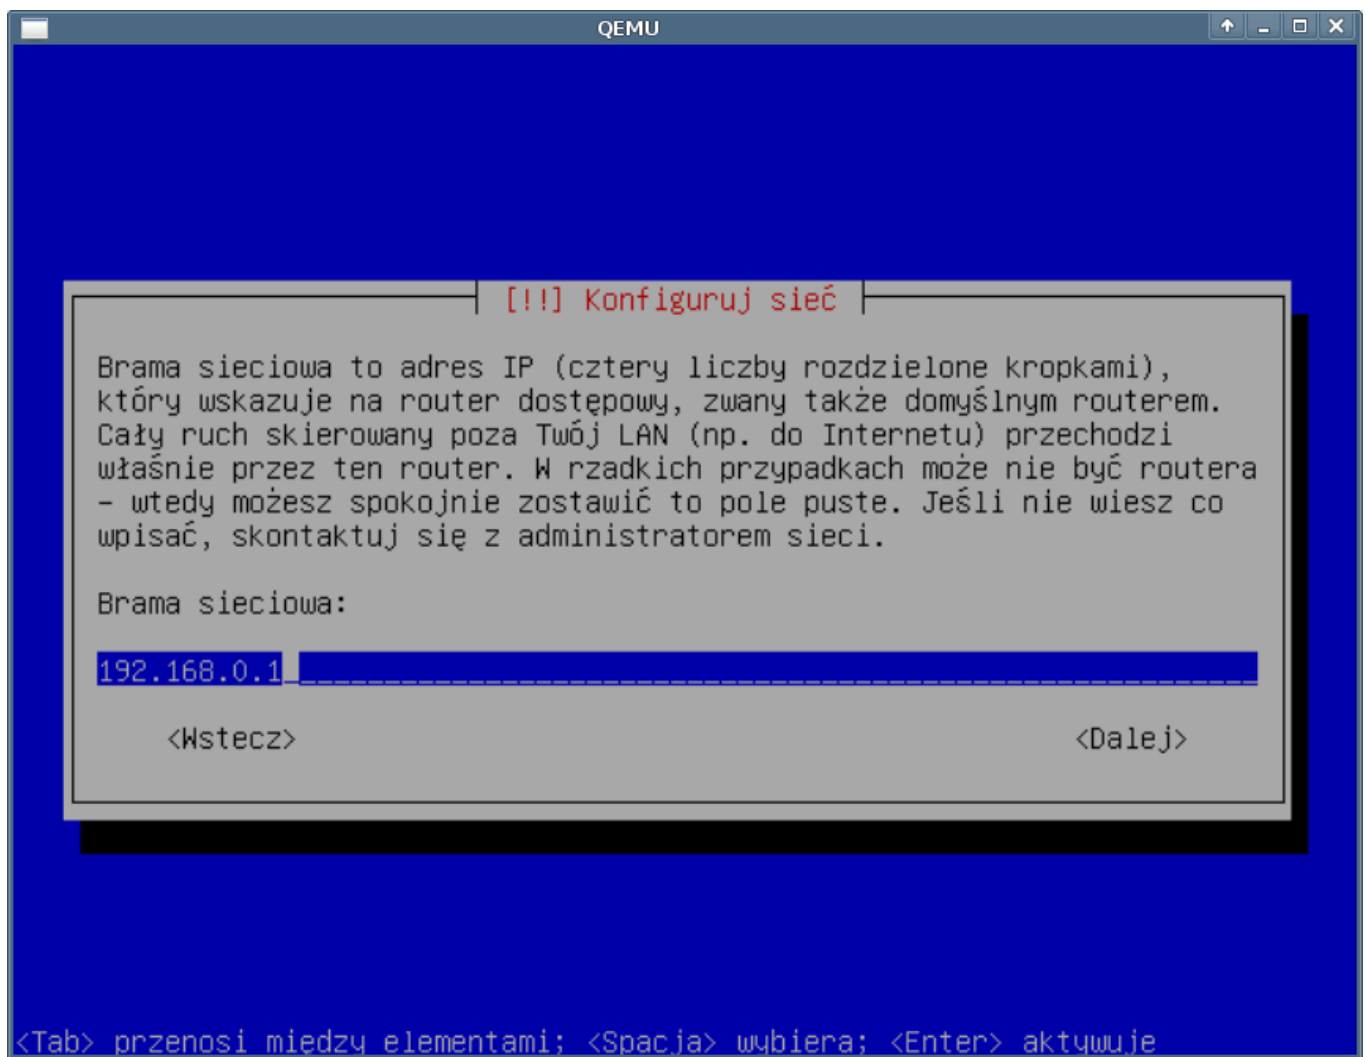 QEMU
[!!] Konfiguruj sieć
Brama sieciowa to adres IP (cztery liczby rozdzielone kropkami),
który wskazuje na router dostępowy, zwany także domyślnym routerem.
Cały ruch skierowany poza Twój LAN (np. do Internetu) przechodzi
właśnie przez ten router. W rzadkich przypadkach może nie być routera
– wtedy możesz spokojnie zostawić to pole puste. Jeśli nie wiesz co
wpisać, skontaktuj się z administratorem sieci.
Brama sieciowa:
192.168.0.1
<Wstecz> <Dalej>
<Tab> przenosi między elementami; <Spacja> wybiera; <Enter> aktywuje